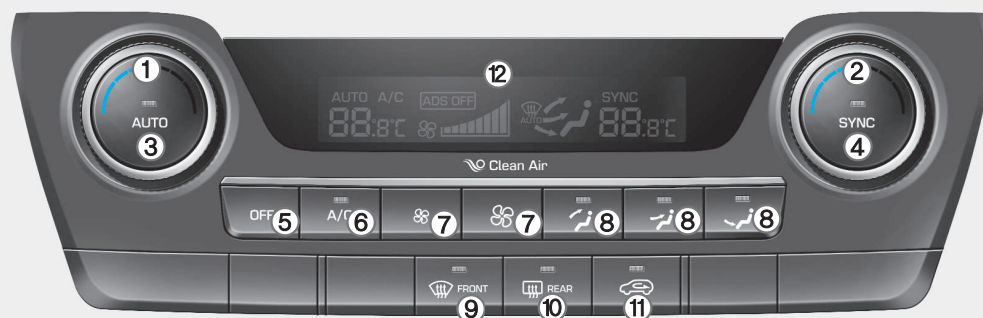 ① ② ⑫
AUTO A/C ADS OFF SYNC
88:8°C AUTO 88:8°C
AUTO SYNC
③ ④
Clean Air
OFF ⑤ A/C ⑥ ⑦ ⑦ ⑧ ⑧ ⑧
FRONT REAR
⑨ ⑩ ⑪